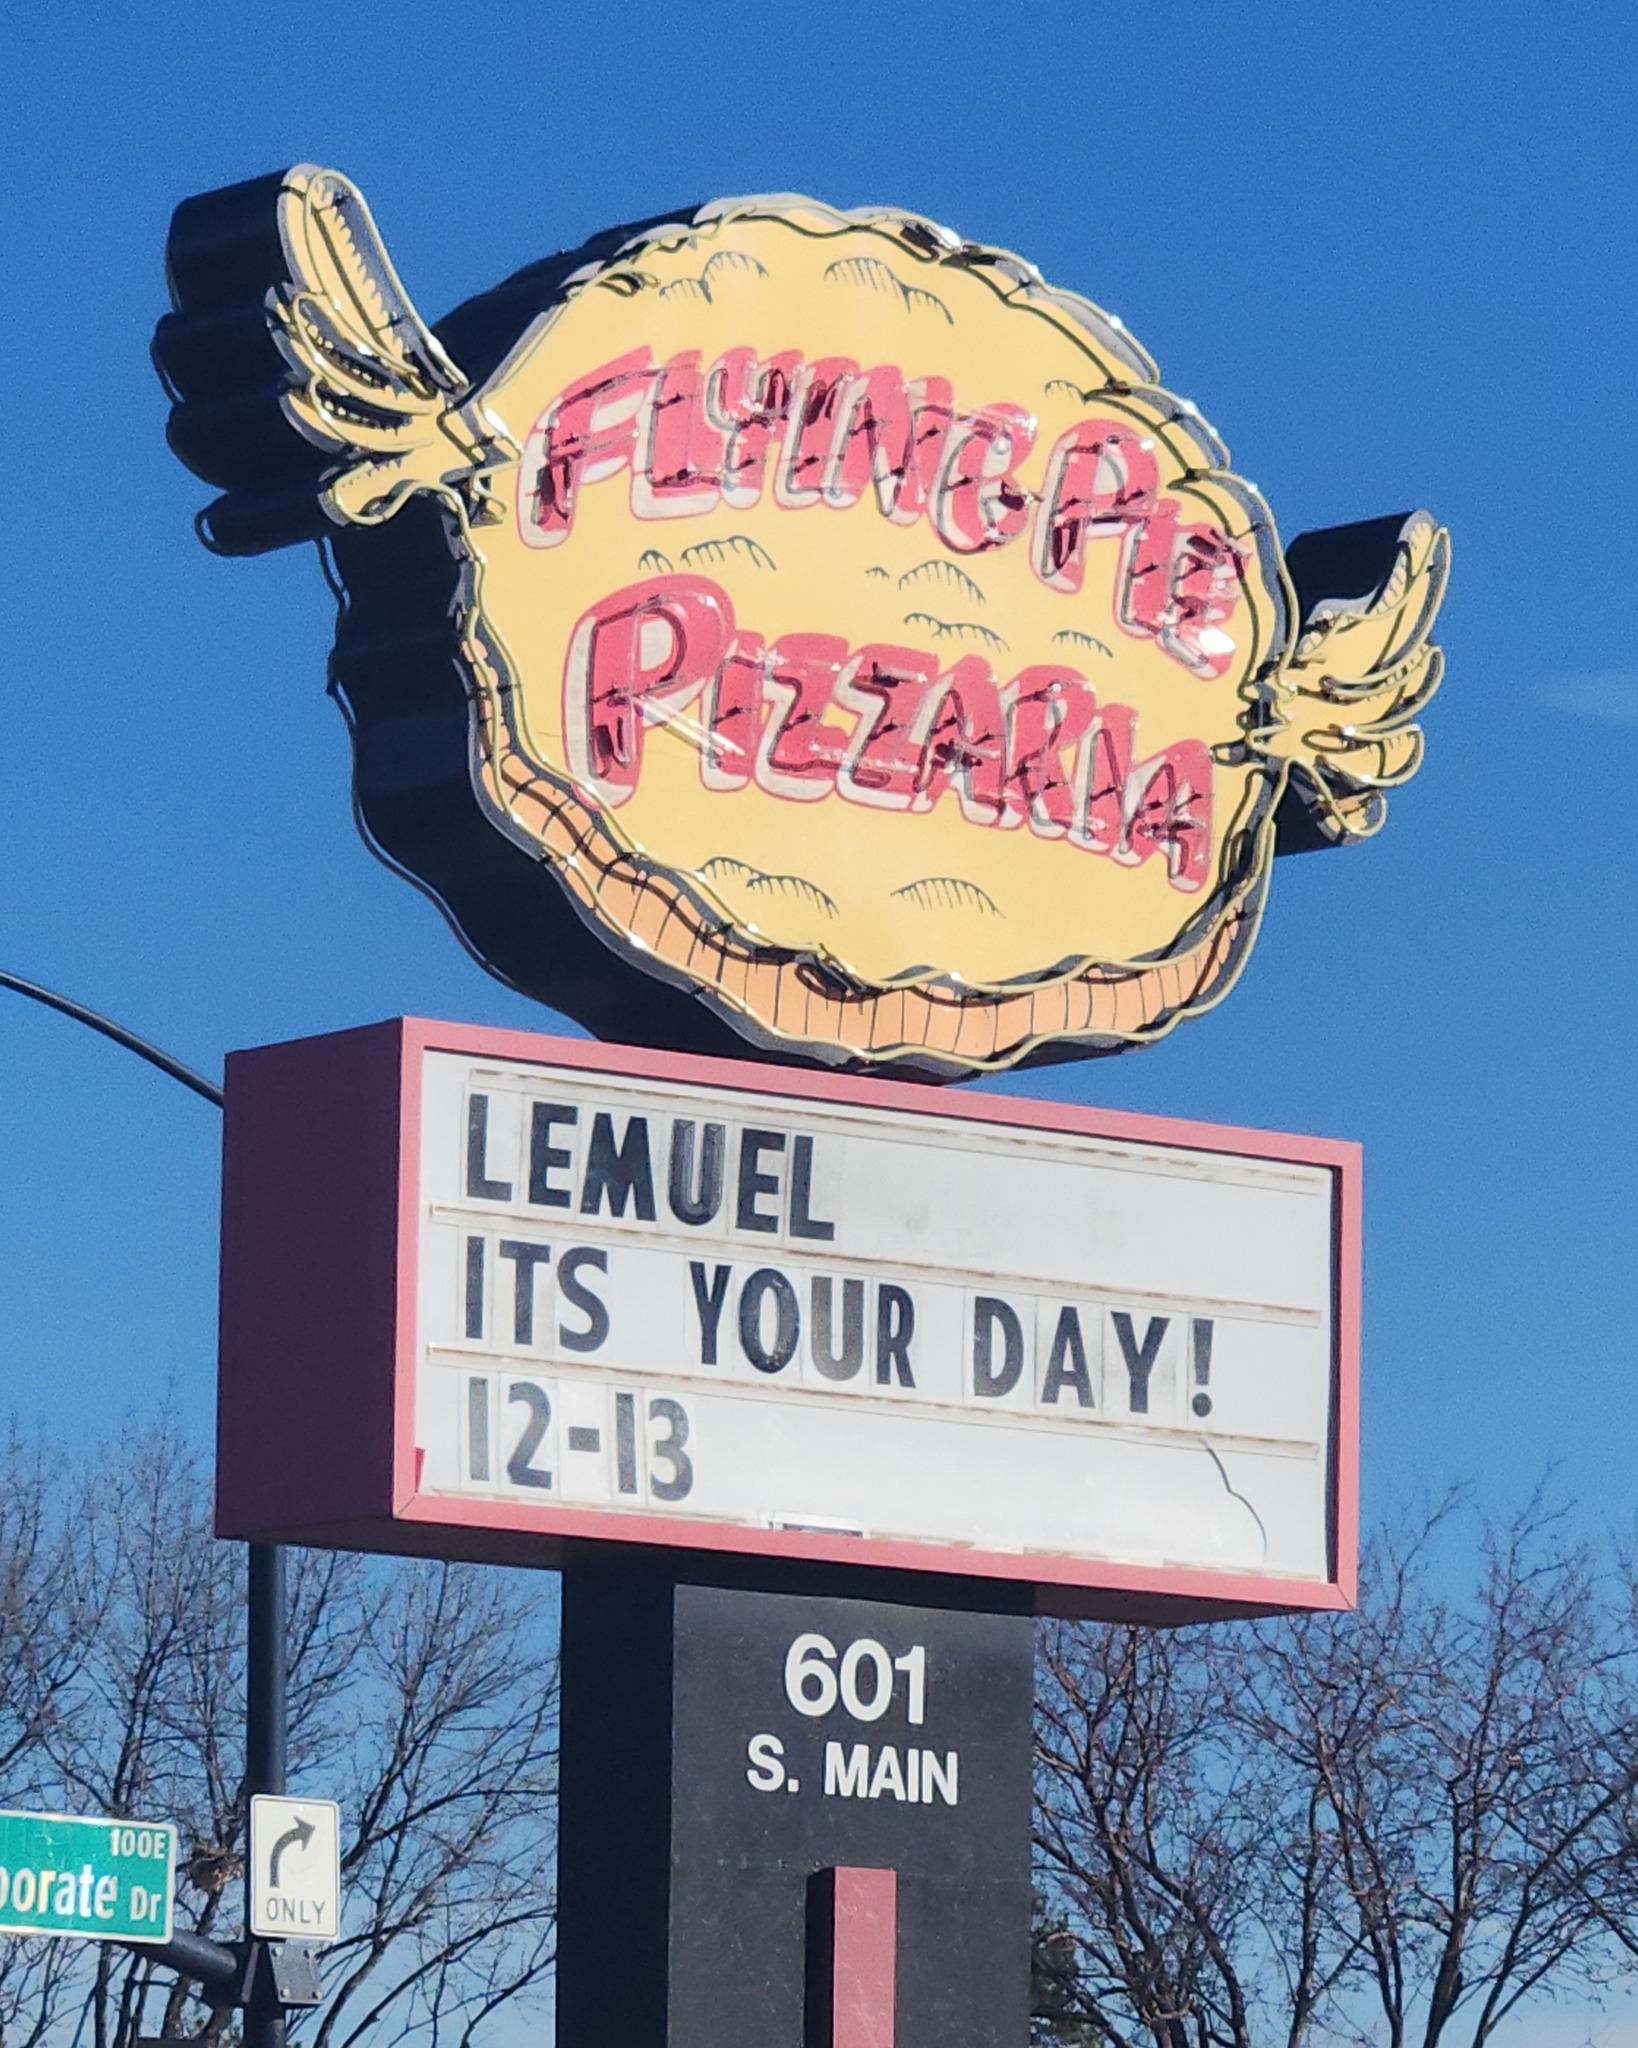 FLYING PIE
PIZZARIA
LEMUEL
ITS YOUR DAY!
12-13
601
S. MAIN
100E
porate Dr
ONLY